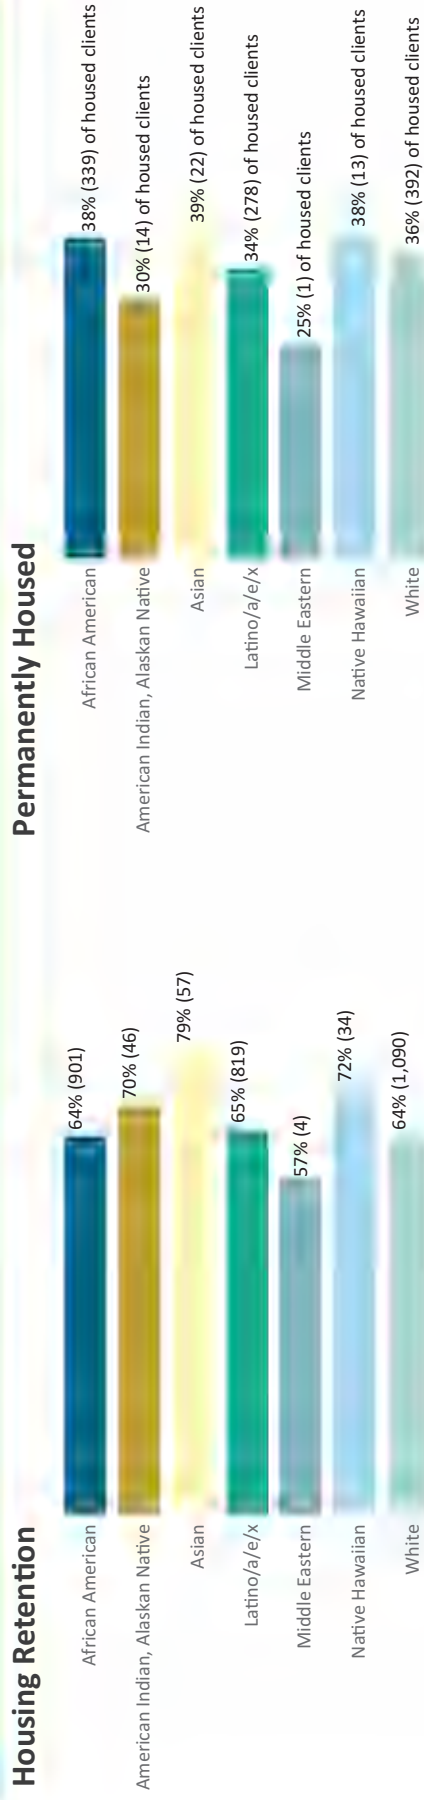 Housing Retention
African American
64% (901)
American Indian, Alaskan Native
70% (46)
Asian
79% (57)
Latino/a/e/x
65% (819)
Middle Eastern
57% (4)
Native Hawaiian
72% (34)
White
64% (1,090)
Permanently Housed
African American
38% (339) of housed clients
American Indian, Alaskan Native
30% (14) of housed clients
Asian
39% (22) of housed clients
Latino/a/e/x
34% (278) of housed clients
Middle Eastern
25% (1) of housed clients
Native Hawaiian
38% (13) of housed clients
White
36% (392) of housed clients